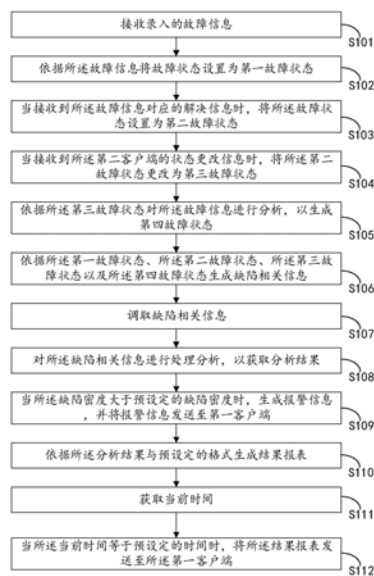 接收录入的故障信息
S101
依据所述故障信息将故障状态设置为第一故障状态
S102
当接收到所述故障信息对应的解决信息时，将所述故障状
态设置为第二故障状态
S103
当接收到所述第二客户端的状态更改信息时，将所述第二
故障状态更改为第三故障状态
S104
依据所述第三故障状态对所述故障信息进行分析，以生成
第四故障状态
S105
依据所述第一故障状态、所述第二故障状态、所述第三故
障状态以及所述第四故障状态生成缺陷相关信息
S106
调取缺陷相关信息
S107
对所述缺陷相关信息进行处理分析，以获取分析结果
S108
当所述缺陷密度大于预设定的缺陷密度时，生成报警信息
，并将报警信息发送至第一客户端
S109
依据所述分析结果与预设定的格式生成结果报表
S110
获取当前时间
S111
当所述当前时间等于预设定的时间时，将所述结果报表发
送至所述第一客户端
S112